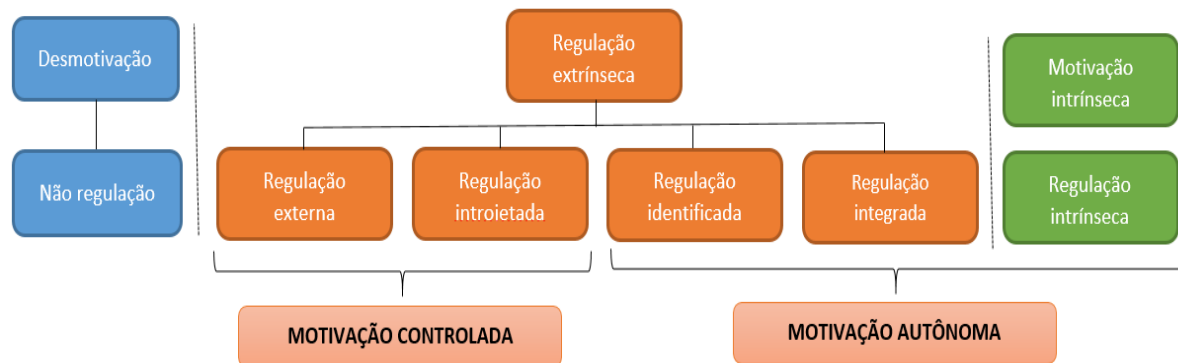 Desmotivação
Regulação
extrínseca
Motivação
intrínseca
Não regulação
Regulação
externa
Regulação
introietada
Regulação
identificada
Regulação
integrada
Regulação
intrínseca
MOTIVAÇÃO CONTROLADA
MOTIVAÇÃO AUTÔNOMA